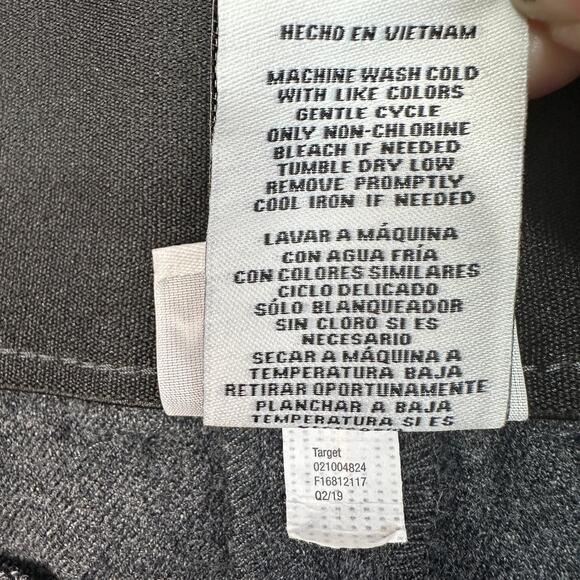 HECHO EN VIETNAM
MACHINE WASH COLD
WITH LIKE COLORS
GENTLE CYCLE
ONLY NON-CHLORINE
BLEACH IF NEEDED
TUMBLE DRY LOW
REMOVE PROMPTLY
COOL IRON IF NEEDED
LAVAR A MÁQUINA
CON AGUA FRÍA
CON COLORES SIMILARES
CICLO DELICADO
SÓLO BLANQUEADOR
SIN CLORO SI ES
NECESARIO
SECAR A MÁQUINA A
TEMPERATURA BAJA
RETIRAR OPORTUNAMENTE
PLANCHAR A BAJA
TEMPERATURA SI ES
Target
021004824
F16812117
Q2/19